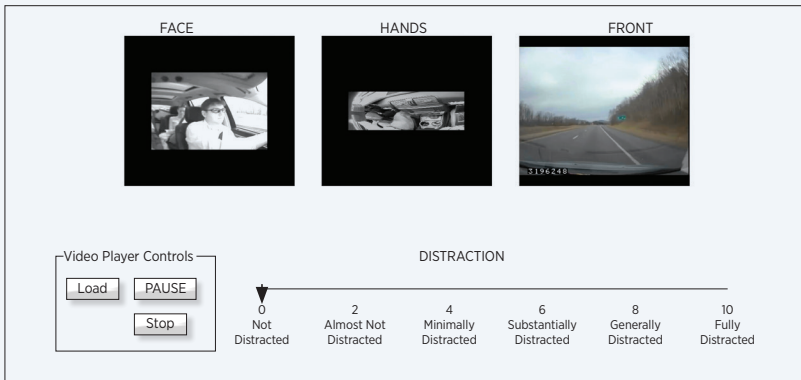 FACE HANDS FRONT
3196248
Video Player Controls
DISTRACTION
Load PAUSE
Stop
0 2 4 6 8 10
Not Almost Not Minimally Substantially Generally Fully
Distracted Distracted Distracted Distracted Distracted Distracted